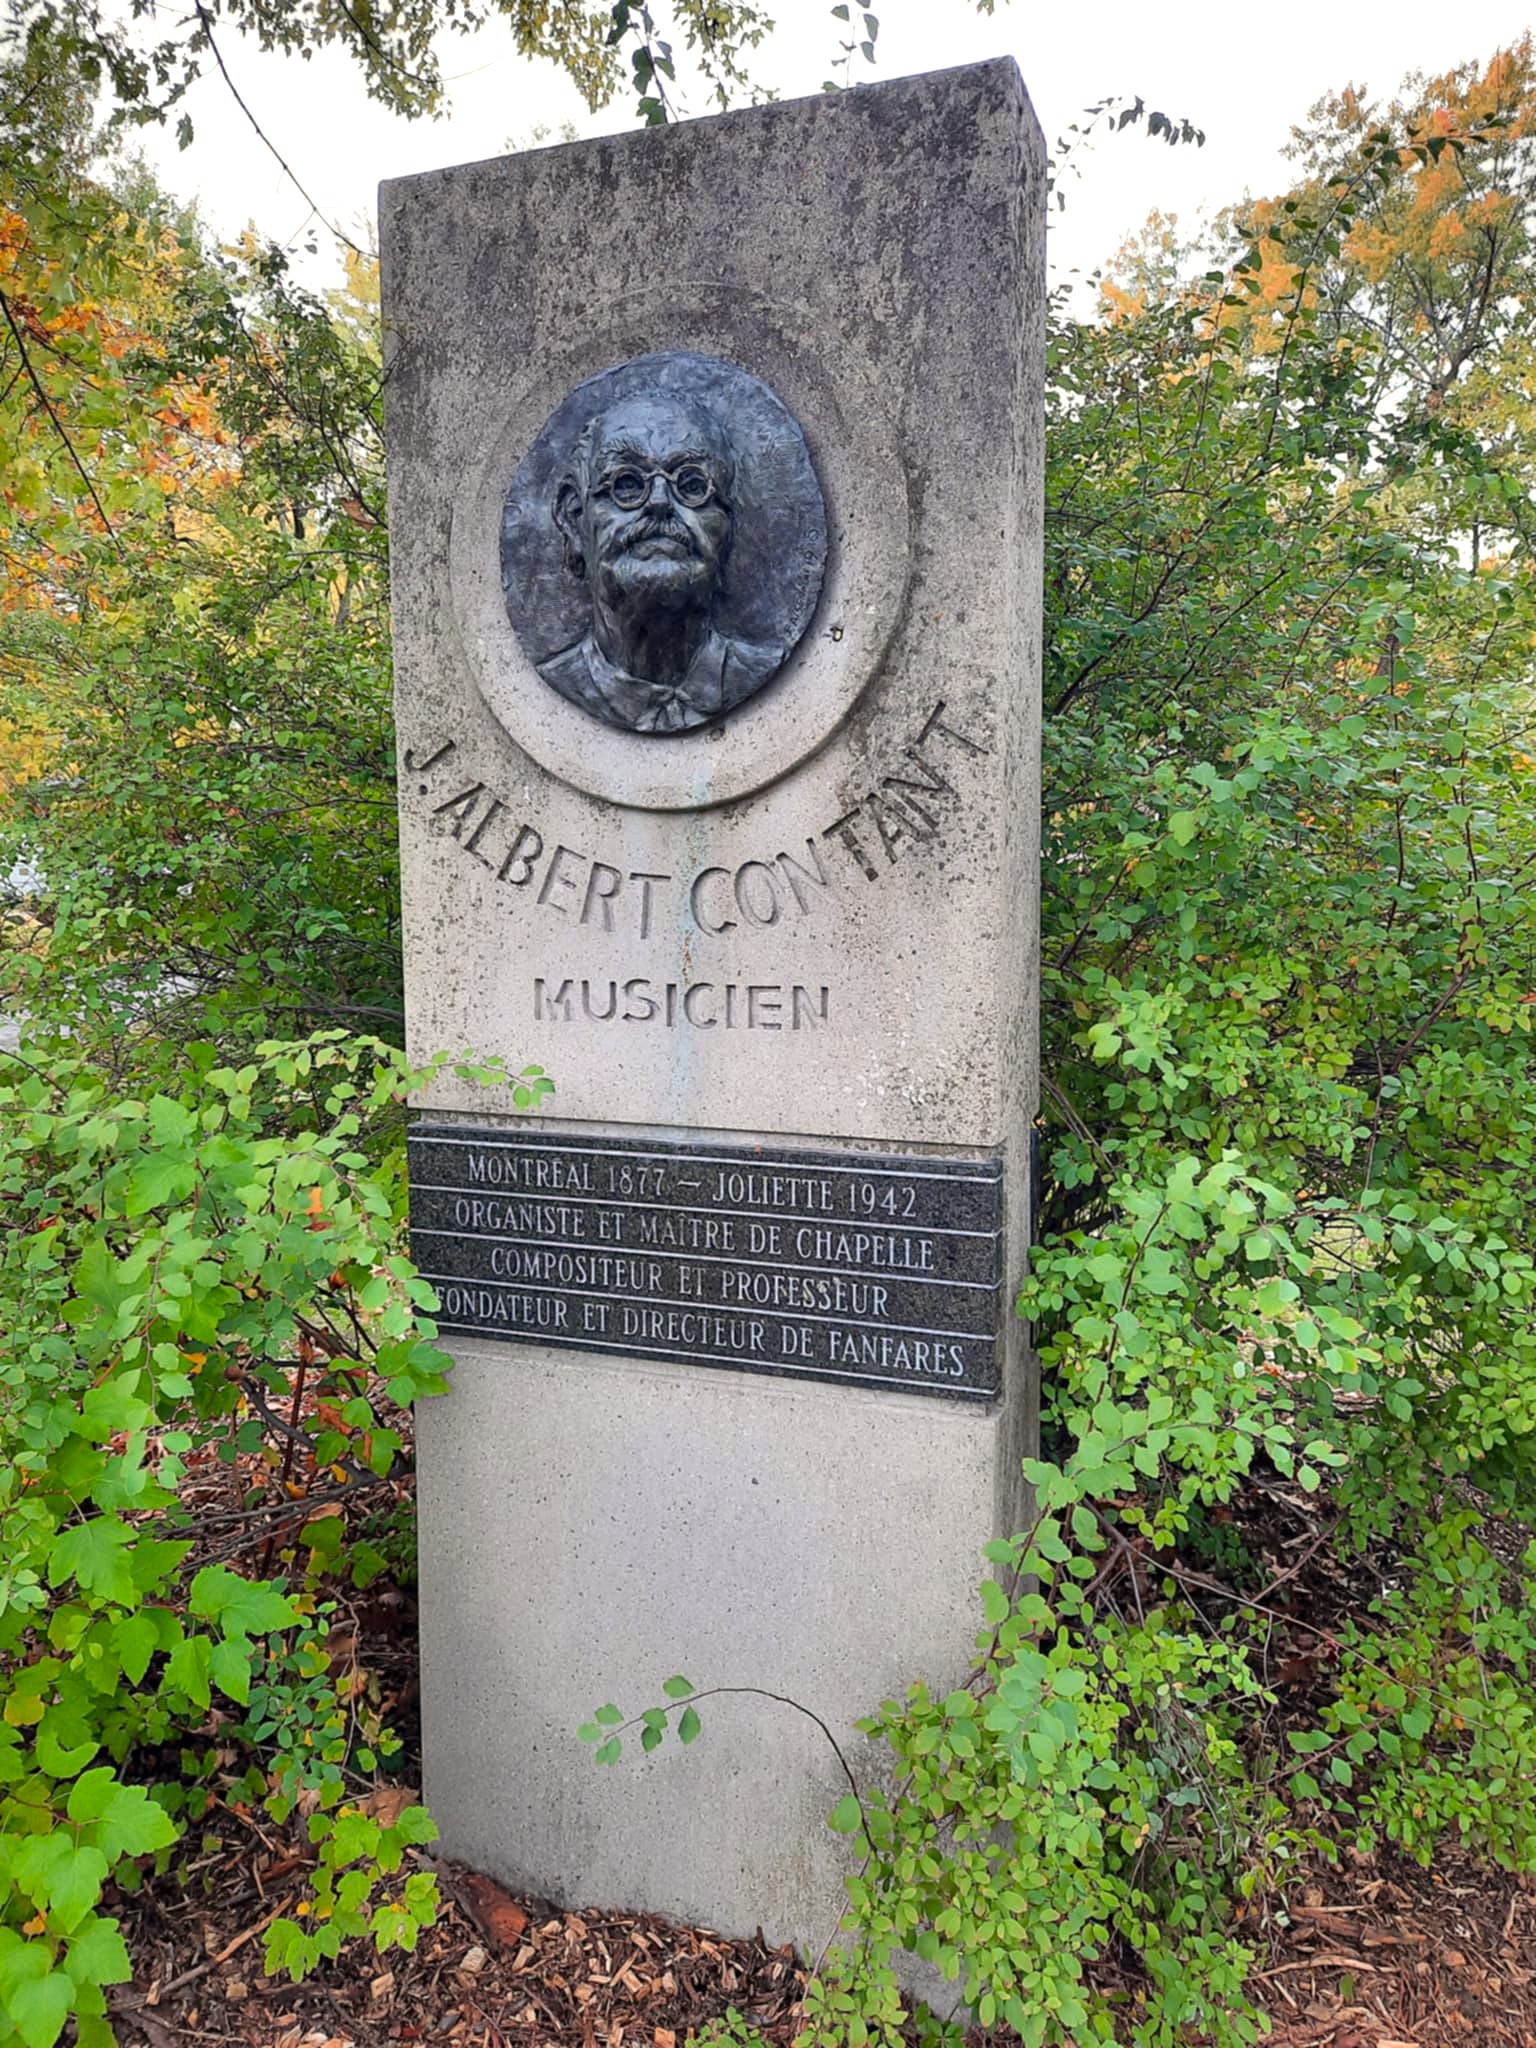 J. ALBERT CONTANT
MUSICIEN
MONTRÉAL 1877 – JOLIETTE 1942
ORGANISTE ET MAÎTRE DE CHAPELLE
COMPOSITEUR ET PROFESSEUR
FONDATEUR ET DIRECTEUR DE FANFARES